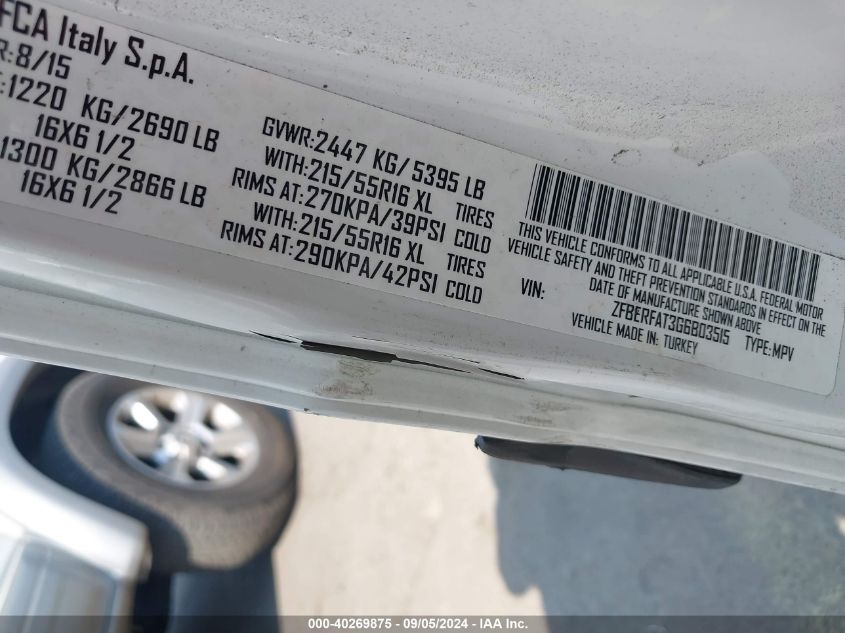 FCA Italy S.p.A.
R: 8/15
:1220 KG/2690 LB
16X6 1/2
1300 KG/2866 LB
16X6 1/2
GVWR:2447 KG/ 5395 LB
WITH:215/55R16 XL TIRES
RIMS AT:270KPA/39PSI COLD
WITH:215/55R16 XL TIRES
RIMS AT:290KPA/42PSI COLD
THIS VEHICLE CONFORMS TO ALL APPLICABLE U.S.A. FEDERAL MOTOR
VEHICLE SAFETY AND THEFT PREVENTION STANDARDS IN EFFECT ON THE
DATE OF MANUFACTURE SHOWN ABOVE
VIN: ZFBERFAT3G6803515 TYPE:MPV
VEHICLE MADE IN: TURKEY
000-40269875 - 09/05/2024 - IAA Inc.